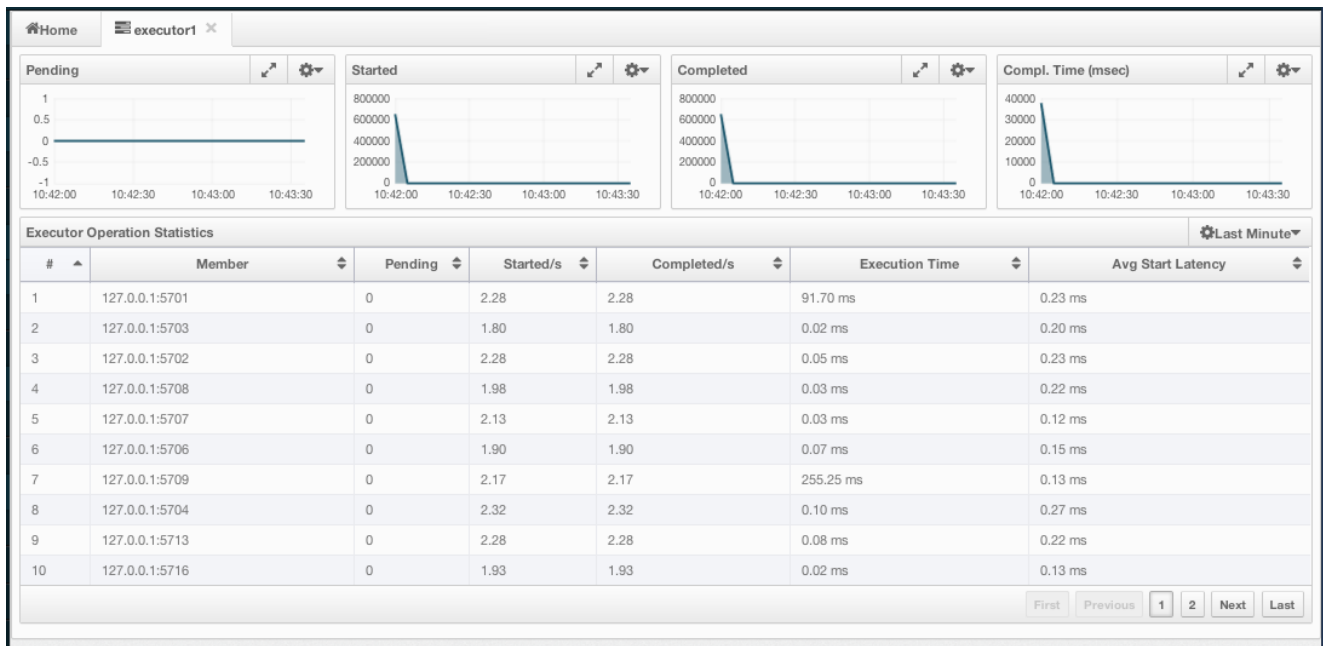 Home executor1
Pending Started Completed Compl. Time (msec)
1 800000 800000 40000
0.5 600000 600000 30000
0 400000 400000 20000
-0.5 200000 200000 10000
-1 0 0 0
10:42:00 10:42:30 10:43:00 10:43:30 10:42:00 10:42:30 10:43:00 10:43:30 10:42:00 10:42:30 10:43:00 10:43:30 10:42:00 10:42:30 10:43:00 10:43:30
Executor Operation Statistics Last Minute
# Member Pending Started/s Completed/s Execution Time Avg Start Latency
1 127.0.0.1:5701 0 2.28 2.28 91.70 ms 0.23 ms
2 127.0.0.1:5703 0 1.80 1.80 0.02 ms 0.20 ms
3 127.0.0.1:5702 0 2.28 2.28 0.05 ms 0.23 ms
4 127.0.0.1:5708 0 1.98 1.98 0.03 ms 0.22 ms
5 127.0.0.1:5707 0 2.13 2.13 0.03 ms 0.12 ms
6 127.0.0.1:5706 0 1.90 1.90 0.07 ms 0.15 ms
7 127.0.0.1:5709 0 2.17 2.17 255.25 ms 0.13 ms
8 127.0.0.1:5704 0 2.32 2.32 0.10 ms 0.27 ms
9 127.0.0.1:5713 0 2.28 2.28 0.08 ms 0.22 ms
10 127.0.0.1:5716 0 1.93 1.93 0.02 ms 0.13 ms
First Previous 1 2 Next Last